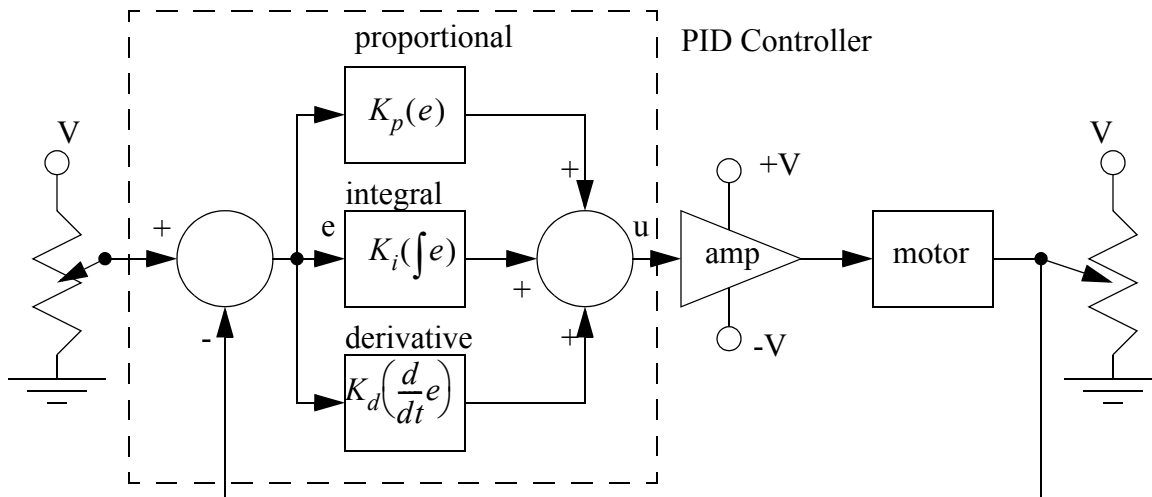 proportional
PID Controller
K_p(e)
V
V
+V
+
integral
+
e
K_i(∫e)
u
amp
motor
+
-
derivative
+
-V
K_d(d/dt e)